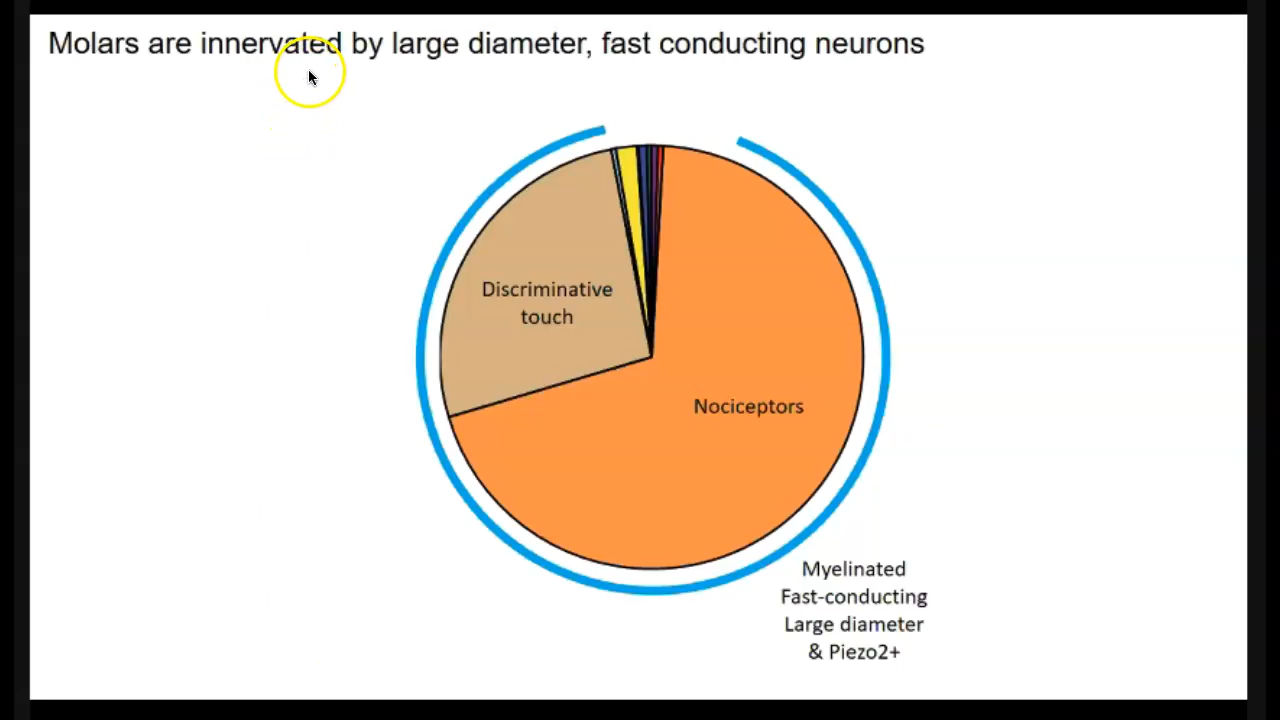 Molars are innervated by large diameter, fast conducting neurons
Discriminative
touch
Nociceptors
Myelinated
Fast-conducting
Large diameter
& Piezo2+